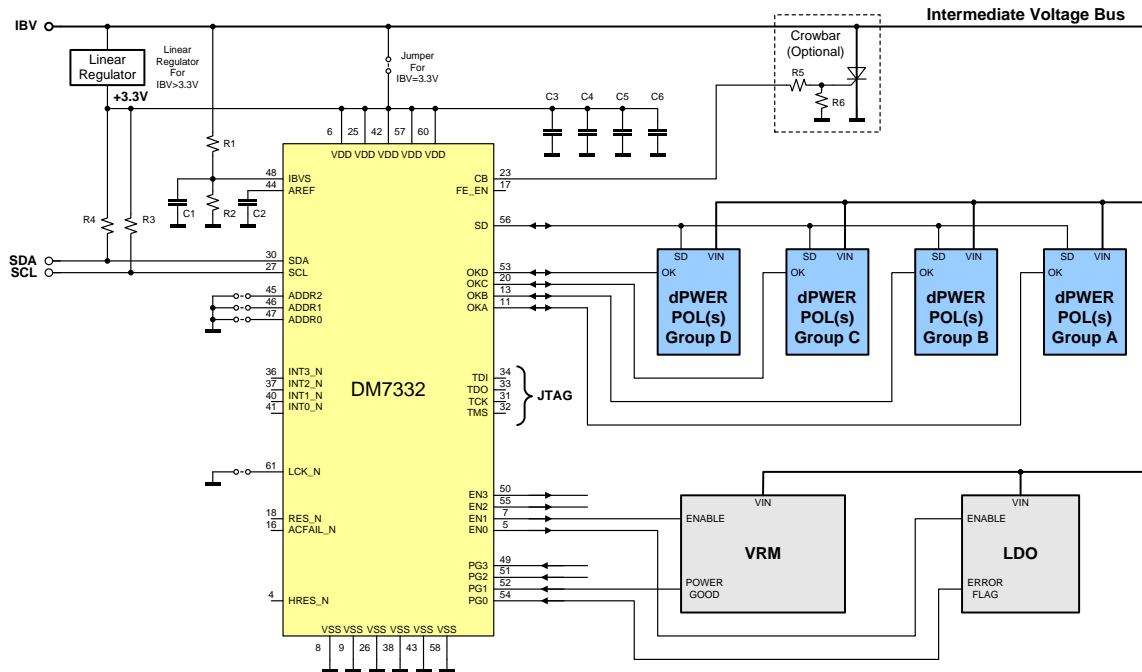 IBV
Intermediate Voltage Bus
Linear
Regulator
Linear
Regulator
For
IBV>3.3V
+3.3V
Jumper
For
IBV=3.3V
Crowbar
(Optional)
R5
R6
C3
C4
C5
C6
6
25
42
57
60
VDD
VDD
VDD
VDD
VDD
R1
R2
C1
C2
R4
R3
48
IBVS
44
AREF
SDA
30
SDA
SCL
27
SCL
45
ADDR2
46
ADDR1
47
ADDR0
36
INT3_N
37
INT2_N
40
INT1_N
41
INT0_N
61
LCK_N
18
RES_N
16
ACFAIL_N
4
HRES_N
DM7332
CB
23
FE_EN
17
SD
56
OKD
53
OKC
20
OKB
13
OKA
11
TDI
34
TDO
33
TCK
31
TMS
32
JTAG
EN3
50
EN2
55
EN1
7
EN0
5
PG3
49
PG2
51
PG1
52
PG0
54
VSS
VSS
VSS
VSS
VSS
VSS
8
9
26
38
43
58
SD
VIN
OK
dPWER
POL(s)
Group D
SD
VIN
OK
dPWER
POL(s)
Group C
SD
VIN
OK
dPWER
POL(s)
Group B
SD
VIN
OK
dPWER
POL(s)
Group A
VIN
ENABLE
VRM
POWER
GOOD
VIN
ENABLE
LDO
ERROR
FLAG